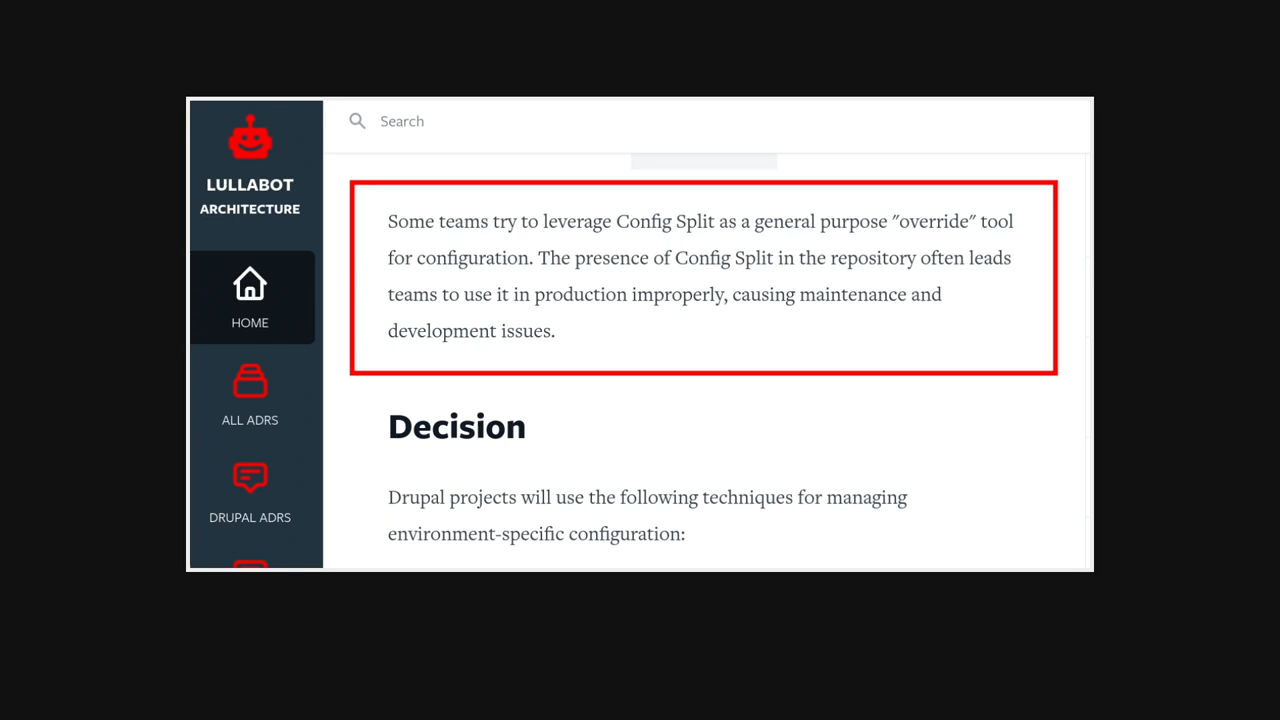 LULLABOT
ARCHITECTURE
HOME
ALL ADRS
DRUPAL ADRS
Search
Some teams try to leverage Config Split as a general purpose "override" tool
for configuration. The presence of Config Split in the repository often leads
teams to use it in production improperly, causing maintenance and
development issues.
Decision
Drupal projects will use the following techniques for managing
environment-specific configuration: